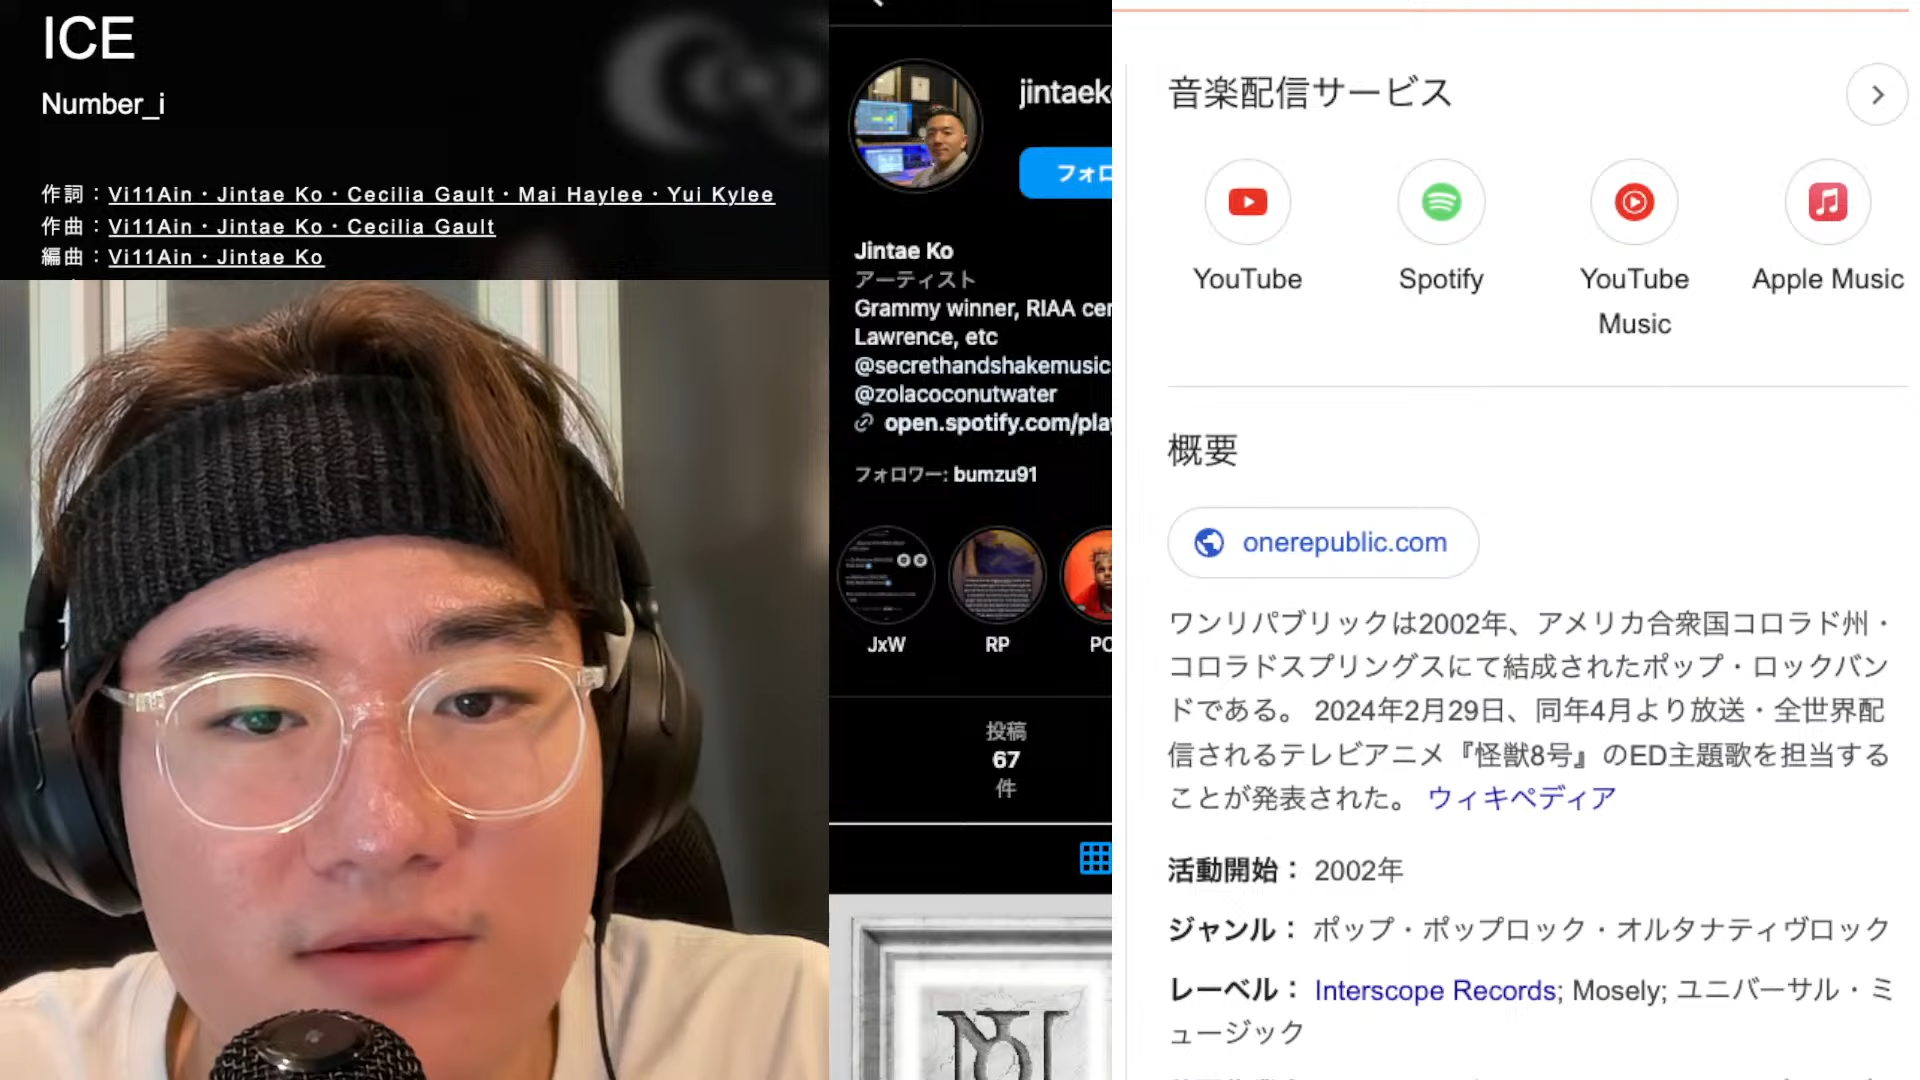 ICE
Number_i
作詞：Vi11Ain・Jintae Ko・Cecilia Gault・Mai Haylee・Yui Kylee
作曲：Vi11Ain・Jintae Ko・Cecilia Gault
編曲：Vi11Ain・Jintae Ko
jintaek
フォロ
Jintae Ko
アーティスト
Grammy winner, RIAA cer
Lawrence, etc
@secrethandshakemusic
@zolacoconutwater
open.spotify.com/pla
フォロワー: bumzu91
JxW
RP
PC
投稿
67
件
音楽配信サービス
YouTube
Spotify
YouTube
Music
Apple Music
概要
onerepublic.com
ワンリパブリックは2002年、アメリカ合衆国コロラド州・
コロラドスプリングスにて結成されたポップ・ロックバン
ドである。 2024年2月29日、同年4月より放送・全世界配
信されるテレビアニメ『怪獣8号』のED主題歌を担当する
ことが発表された。 ウィキペディア
活動開始： 2002年
ジャンル： ポップ・ポップロック・オルタナティヴロック
レーベル： Interscope Records; Mosely; ユニバーサル・ミ
ュージック